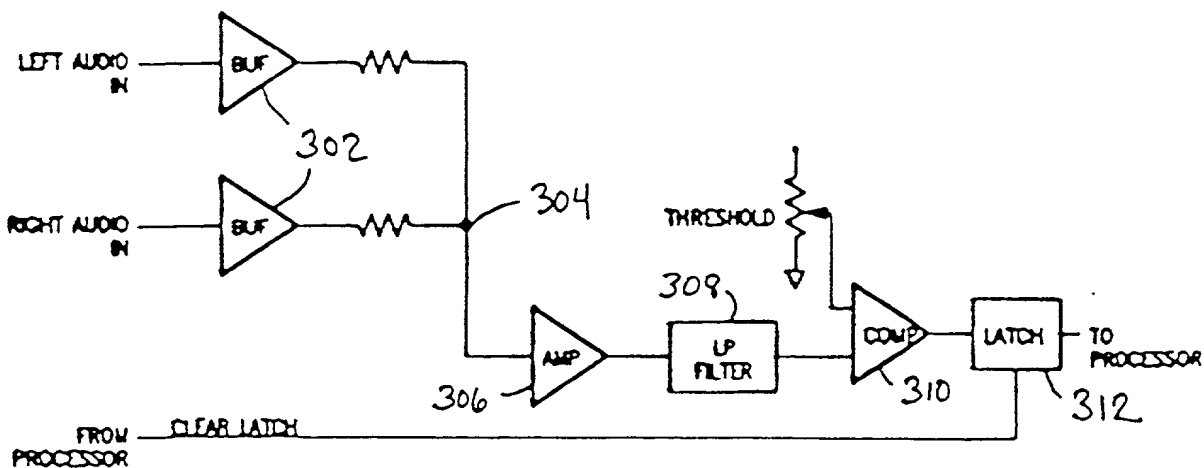 LEFT AUDIO
IN
BUF
302
RIGHT AUDIO
IN
BUF
304
THRESHOLD
308
AMP
306
LP
FILTER
COMP
310
LATCH
312
TO
PROCESSOR
FROM
PROCESSOR
CLEAR LATCH